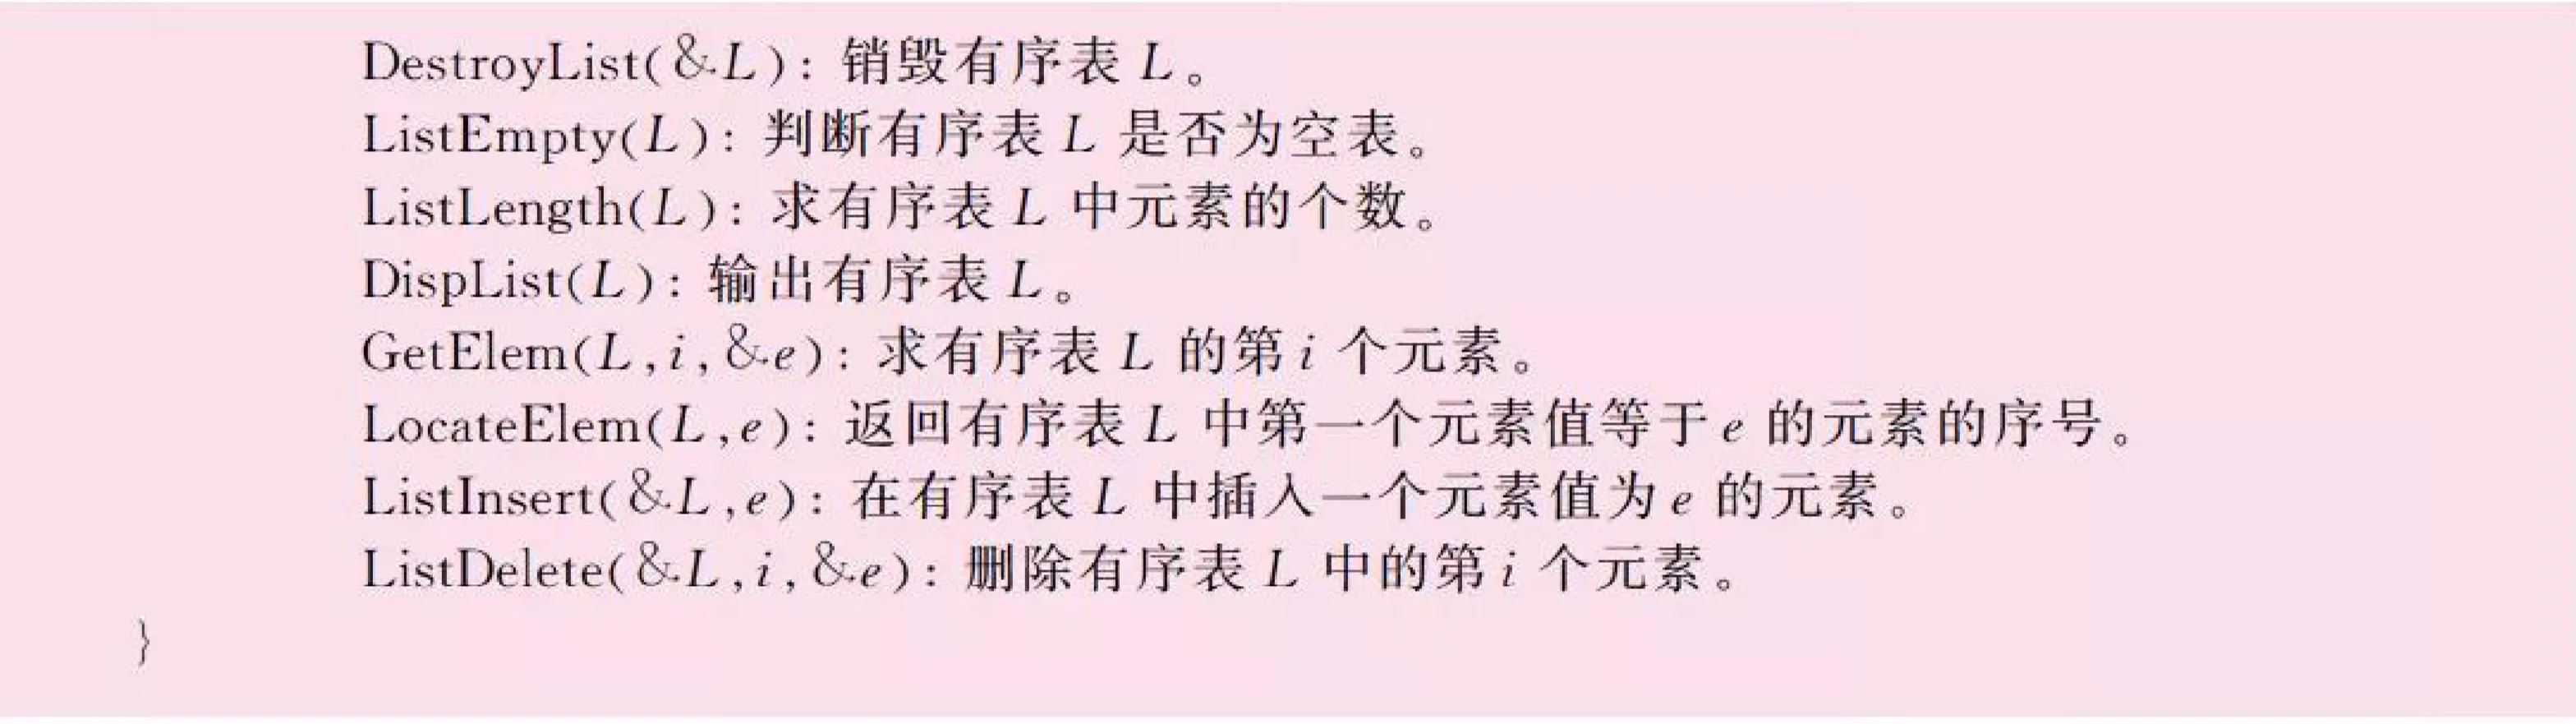 DestroyList(&L)：销毁有序表 L。
ListEmpty(L)：判断有序表 L 是否为空表。
ListLength(L)：求有序表 L 中元素的个数。
DispList(L)：输出有序表 L。
GetElem(L,i,&e)：求有序表 L 的第 i 个元素。
LocateElem(L,e)：返回有序表 L 中第一个元素值等于 e 的元素的序号。
ListInsert(&L,e)：在有序表 L 中插入一个元素值为 e 的元素。
ListDelete(&L,i,&e)：删除有序表 L 中的第 i 个元素。
}